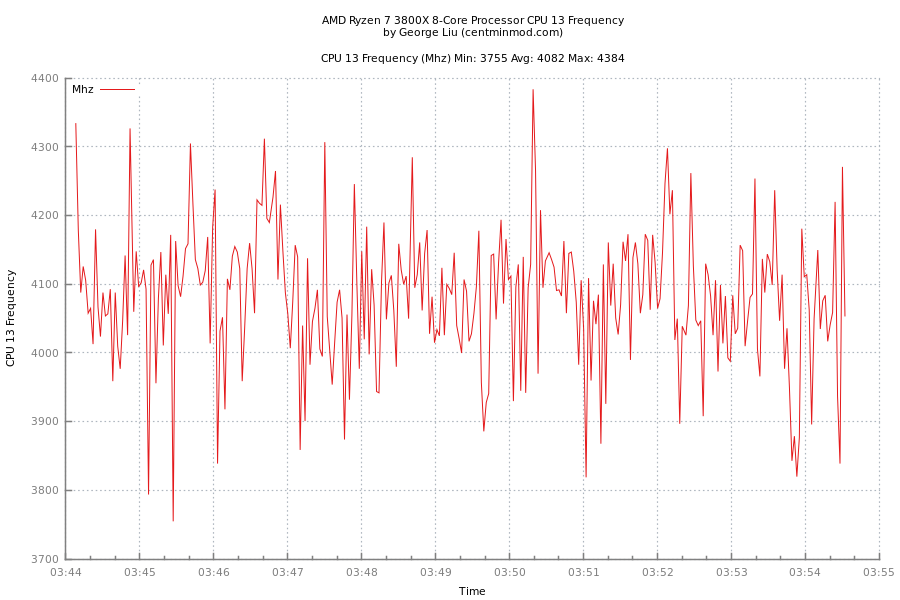 AMD Ryzen 7 3800X 8-Core Processor CPU 13 Frequency
by George Liu (centminmod.com)
CPU 13 Frequency (Mhz) Min: 3755 Avg: 4082 Max: 4384
Mhz
4400
4300
4200
4100
4000
3900
3800
3700
CPU 13 Frequency
03:44 03:45 03:46 03:47 03:48 03:49 03:50 03:51 03:52 03:53 03:54 03:55
Time